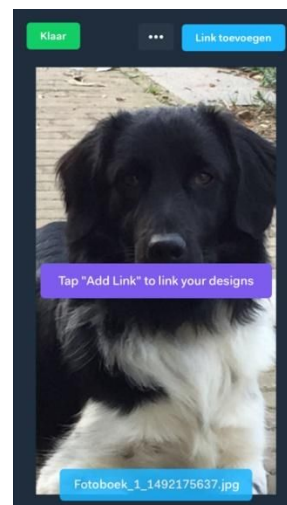 Klaar
•••
Link toevoegen
Tap "Add Link" to link your designs
Fotoboek_1_1492175637.jpg